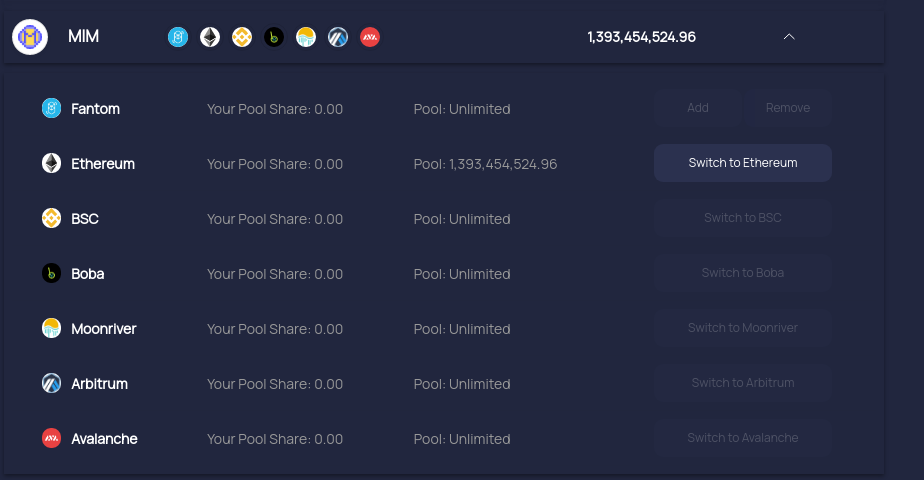 MIM 1,393,454,524.96
Fantom Your Pool Share: 0.00 Pool: Unlimited Add Remove
Ethereum Your Pool Share: 0.00 Pool: 1,393,454,524.96 Switch to Ethereum
BSC Your Pool Share: 0.00 Pool: Unlimited Switch to BSC
Boba Your Pool Share: 0.00 Pool: Unlimited Switch to Boba
Moonriver Your Pool Share: 0.00 Pool: Unlimited Switch to Moonriver
Arbitrum Your Pool Share: 0.00 Pool: Unlimited Switch to Arbitrum
Avalanche Your Pool Share: 0.00 Pool: Unlimited Switch to Avalanche